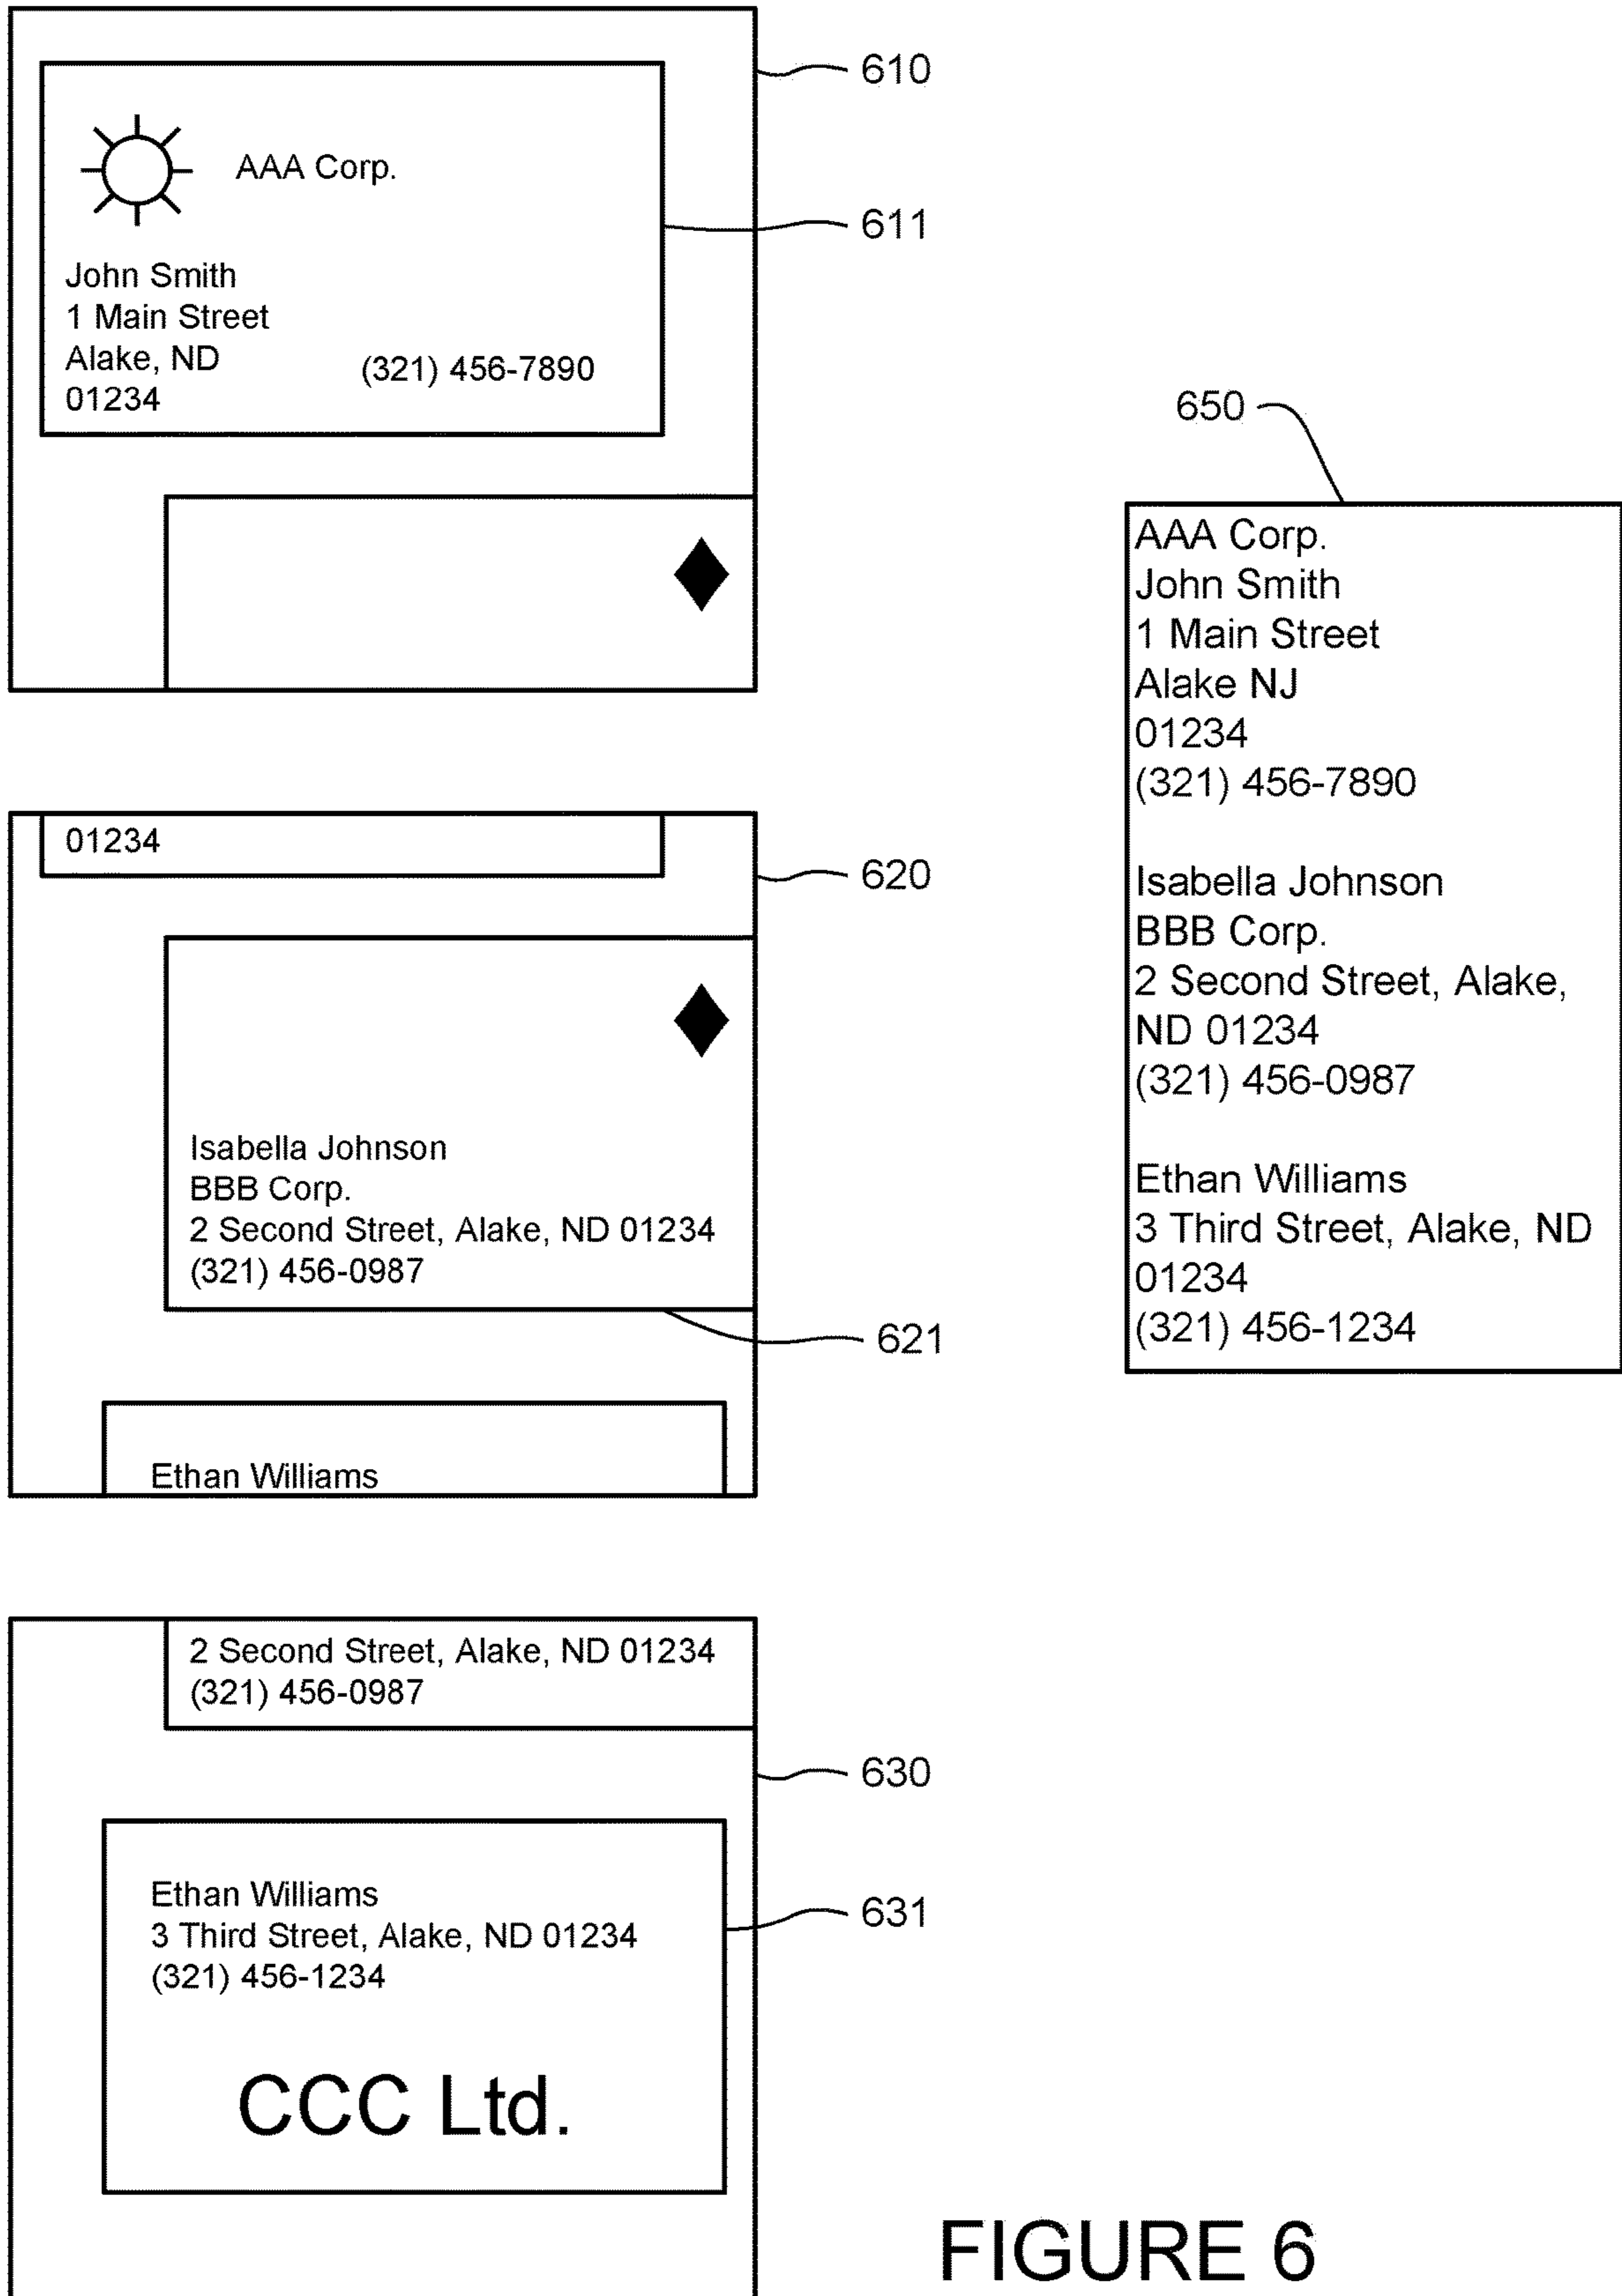 610
AAA Corp.
611
John Smith
1 Main Street
Alake, ND
01234
(321) 456-7890
01234
620
Isabella Johnson
BBB Corp.
2 Second Street, Alake, ND 01234
(321) 456-0987
621
Ethan Williams
2 Second Street, Alake, ND 01234
(321) 456-0987
630
Ethan Williams
3 Third Street, Alake, ND 01234
(321) 456-1234
631
CCC Ltd.
650
AAA Corp.
John Smith
1 Main Street
Alake NJ
01234
(321) 456-7890
Isabella Johnson
BBB Corp.
2 Second Street, Alake,
ND 01234
(321) 456-0987
Ethan Williams
3 Third Street, Alake, ND
01234
(321) 456-1234
FIGURE 6